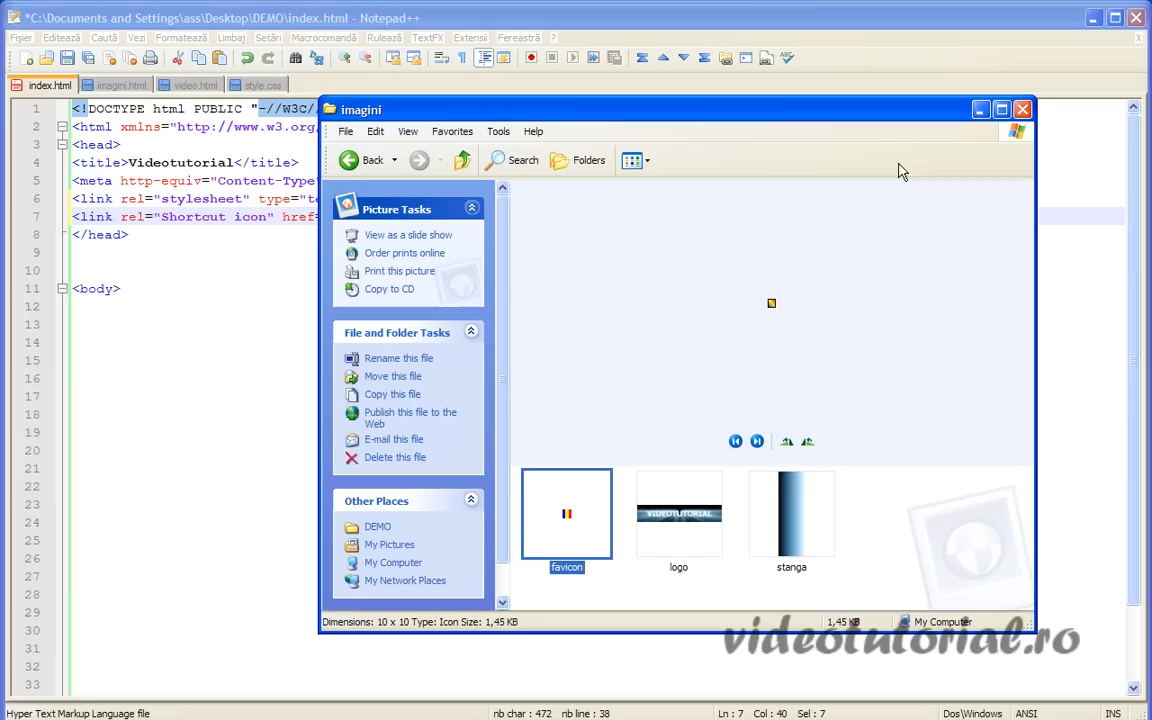 *C:\Documents and Settings\ass\Desktop\DEMO\index.html - Notepad++
Fişier Editează Caută Vezi Formatează Limbaj Setări Macrocomandă Rulează TextFX Extensii Fereastră ? X
index.html imagini.html video.html style.css
1 <!DOCTYPE html PUBLIC "-//W3C/
2 <html xmlns="http://www.w3.org
3 <head>
4 <title>Videotutorial</title>
5 <meta http-equiv="Content-Type"
6 <link rel="stylesheet" type="te
7 <link rel="Shortcut icon" href=
8 </head>
9
10
11 <body>
12
13
14
15
16
17
18
19
20
21
22
23
24
25
26
27
28
29
30
31
32
33
imagini
File Edit View Favorites Tools Help
Back Search Folders
Picture Tasks
View as a slide show
Order prints online
Print this picture
Copy to CD
File and Folder Tasks
Rename this file
Move this file
Copy this file
Publish this file to the
Web
E-mail this file
Delete this file
Other Places
DEMO
My Pictures
My Computer
My Network Places
VIDEOTUTORIAL
favicon logo stanga
Dimensions: 10 x 10 Type: Icon Size: 1,45 KB 1,45 KB My Computer
videotutorial.ro
Hyper Text Markup Language file nb char : 472 nb line : 38 Ln : 7 Col : 40 Sel : 7 Dos\Windows ANSI INS